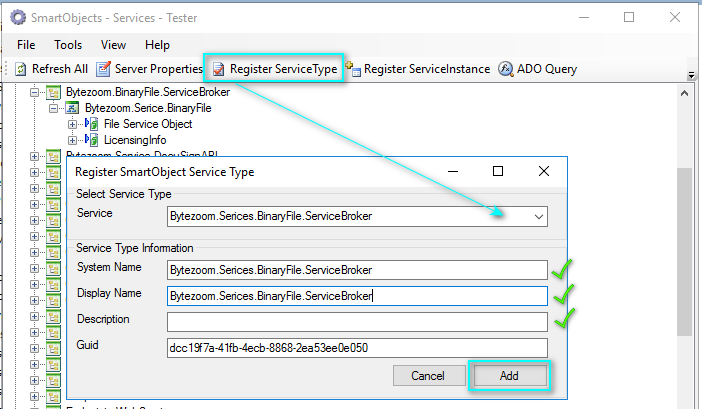 SmartObjects - Services - Tester
File Tools View Help
Refresh All Server Properties Register ServiceType Register ServiceInstance ADO Query
Bytezoom.BinaryFile.ServiceBroker
Bytezoom.Serice.BinaryFile
File Service Object
LicensingInfo
Register SmartObject Service Type
Select Service Type
Service Bytezoom.Serices.BinaryFile.ServiceBroker
Service Type Information
System Name Bytezoom.Serices.BinaryFile.ServiceBroker
Display Name Bytezoom.Serices.BinaryFile.ServiceBroker
Description
Guid dcc19f7a-41fb-4ecb-8868-2ea53ee0e050
Cancel Add